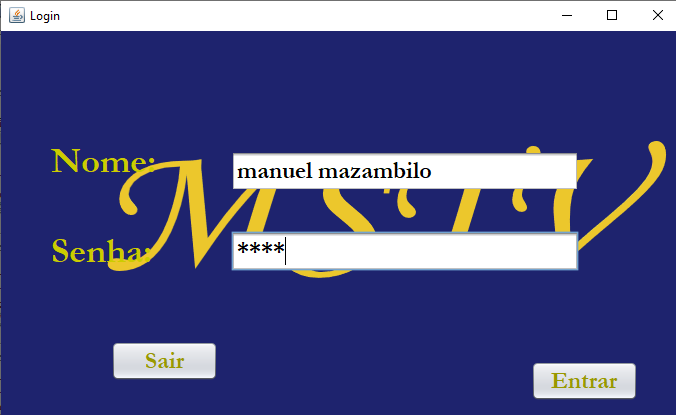 Login
Nome:
manuel mazambilo
MSTV
Senha:
****
Sair
Entrar